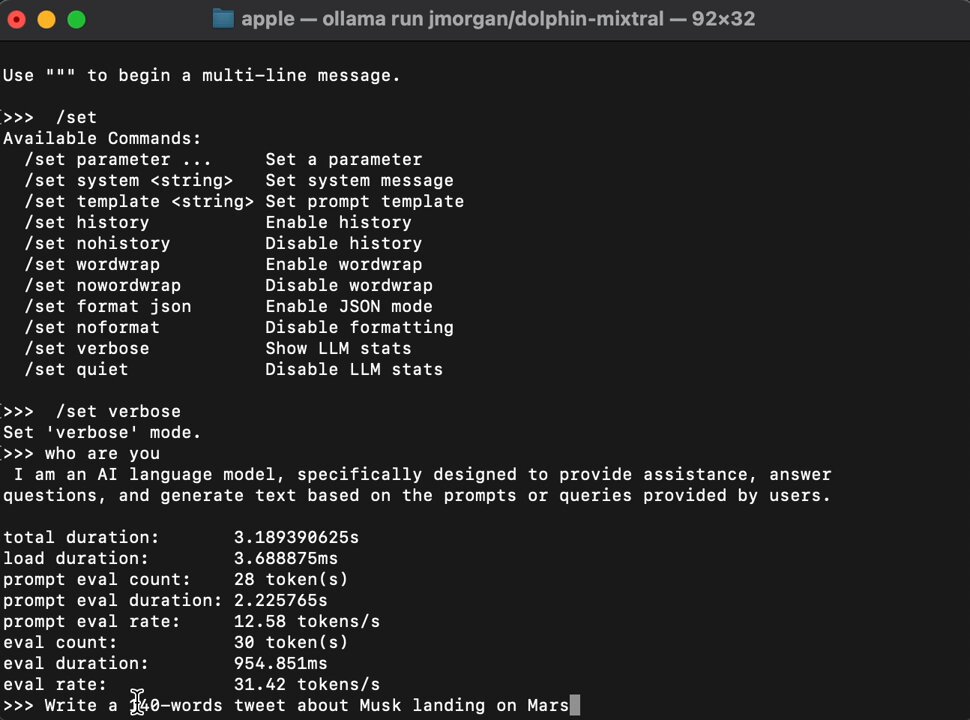 apple — ollama run jmorgan/dolphin-mixtral — 92×32
Use """ to begin a multi-line message.
>>>  /set
Available Commands:
  /set parameter ...     Set a parameter
  /set system <string>   Set system message
  /set template <string> Set prompt template
  /set history           Enable history
  /set nohistory         Disable history
  /set wordwrap          Enable wordwrap
  /set nowordwrap        Disable wordwrap
  /set format json       Enable JSON mode
  /set noformat          Disable formatting
  /set verbose           Show LLM stats
  /set quiet             Disable LLM stats
>>>  /set verbose
Set 'verbose' mode.
>>> who are you
 I am an AI language model, specifically designed to provide assistance, answer
questions, and generate text based on the prompts or queries provided by users.
total duration:       3.189390625s
load duration:        3.688875ms
prompt eval count:    28 token(s)
prompt eval duration: 2.225765s
prompt eval rate:     12.58 tokens/s
eval count:           30 token(s)
eval duration:        954.851ms
eval rate:            31.42 tokens/s
>>> Write a 140-words tweet about Musk landing on Mars